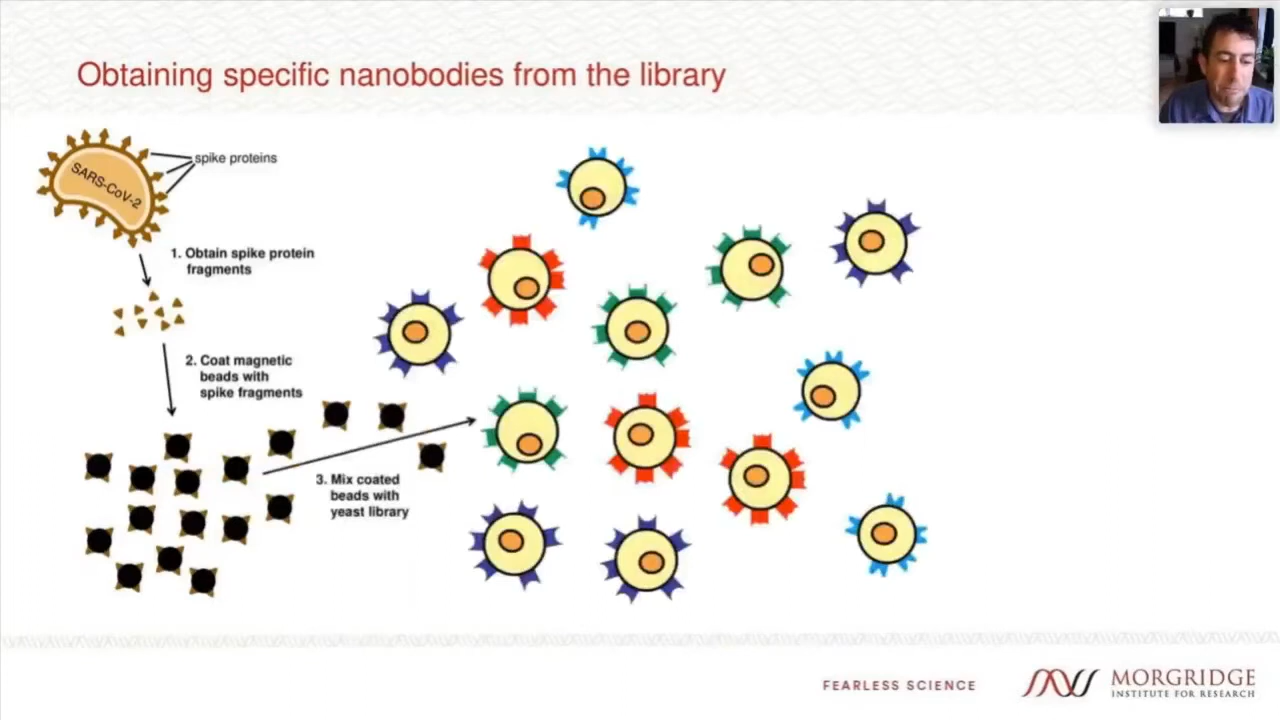 Obtaining specific nanobodies from the library
SARS-CoV-2
spike proteins
1. Obtain spike protein
fragments
2. Coat magnetic
beads with
spike fragments
3. Mix coated
beads with
yeast library
FEARLESS SCIENCE
MORGRIDGE
INSTITUTE FOR RESEARCH